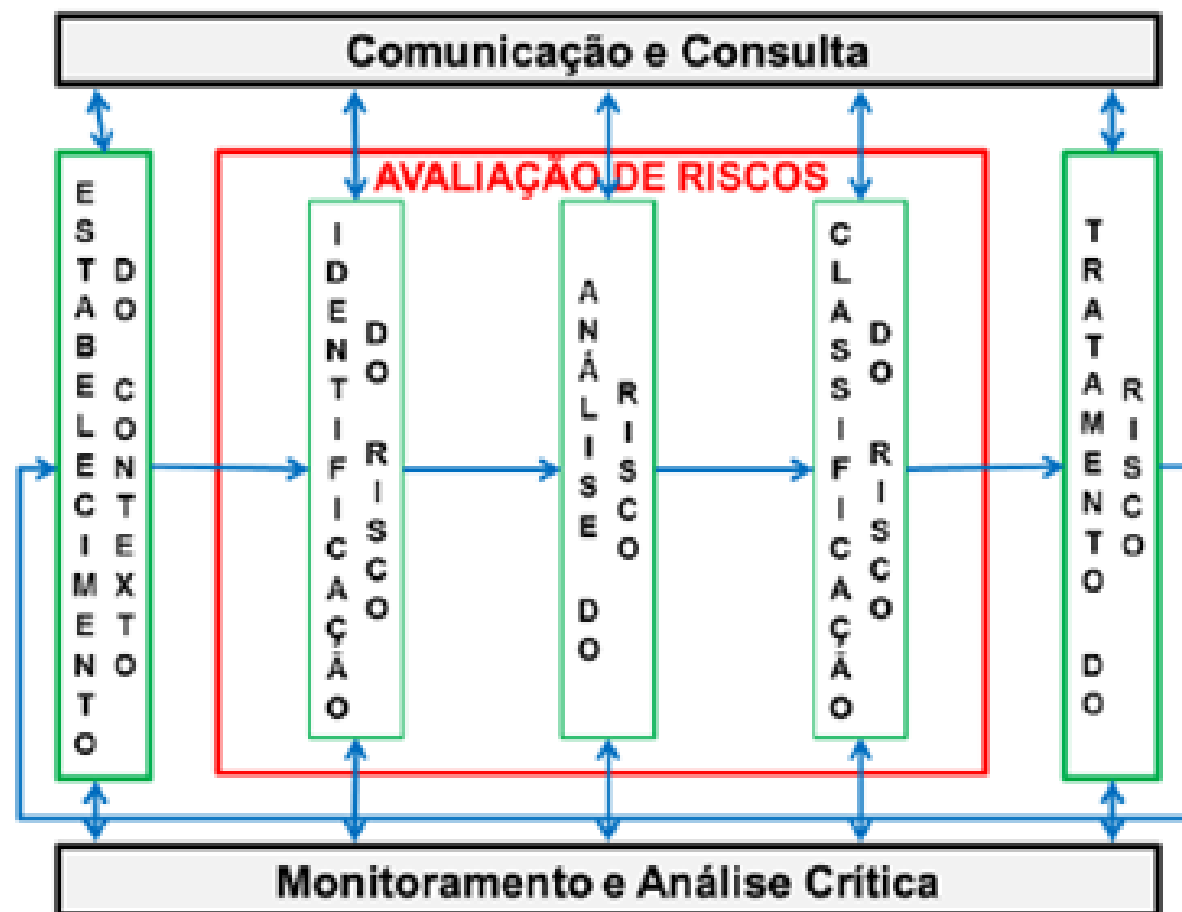 Comunicação e Consulta
AVALIAÇÃO DE RISCOS
ESTABELECIMENTO
DO CONTEXTO
IDENTIFICAÇÃO
DO RISCO
ANÁLISE DO
RISCO
CLASSIFICAÇÃO
DO RISCO
TRATAMENTO DO
RISCO
Monitoramento e Análise Crítica